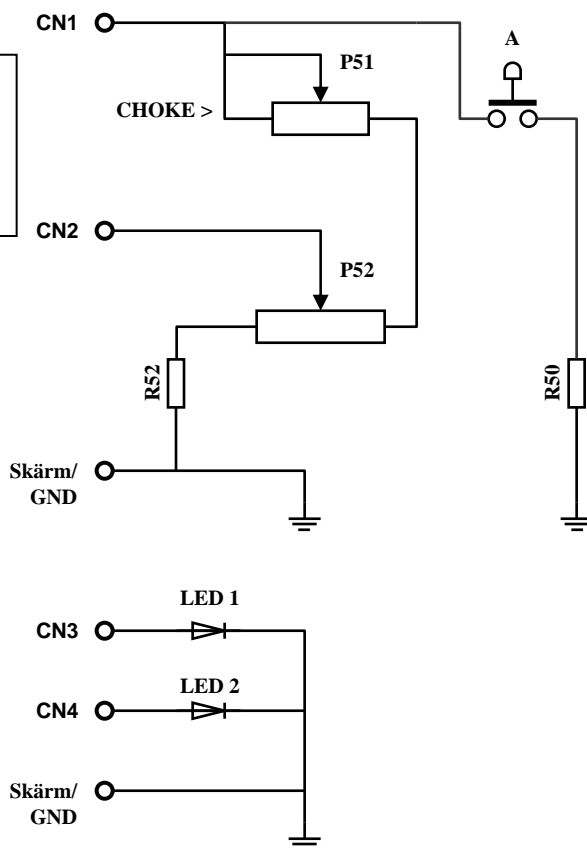 CN1
A
P51
CHOKE >
CN2
P52
R52
R50
Skärm/
GND
LED 1
CN3
LED 2
CN4
Skärm/
GND